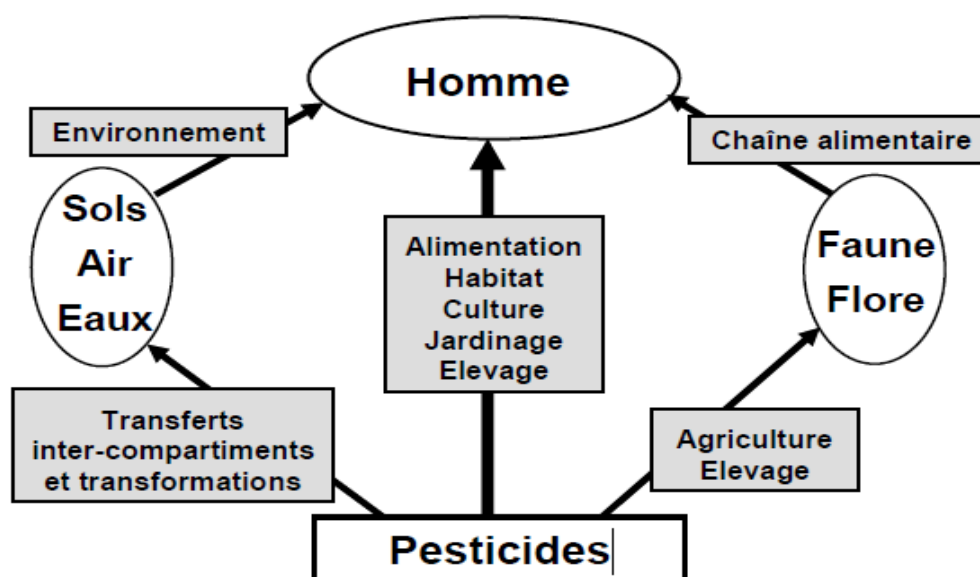 Homme
Environnement
Chaîne alimentaire
Sols
Air
Eaux
Alimentation
Habitat
Culture
Jardinage
Elevage
Faune
Flore
Transferts
inter-compartiments
et transformations
Agriculture
Elevage
Pesticides